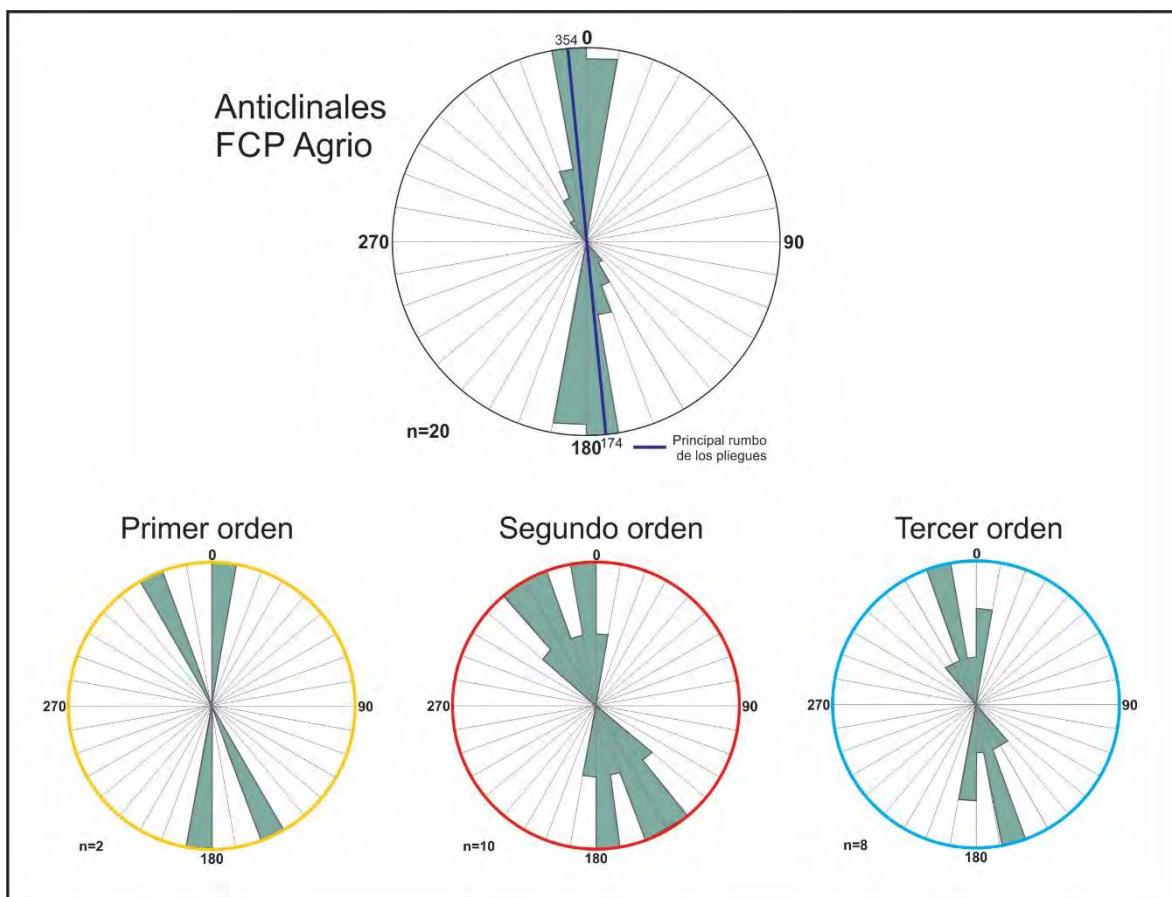 354
0
Anticlinales
FCP Agrio
270
90
n=20
180
174
Principal rumbo
de los pliegues
Primer orden
0
270
90
n=2
180
Segundo orden
0
270
90
n=10
180
Tercer orden
0
270
90
n=8
180